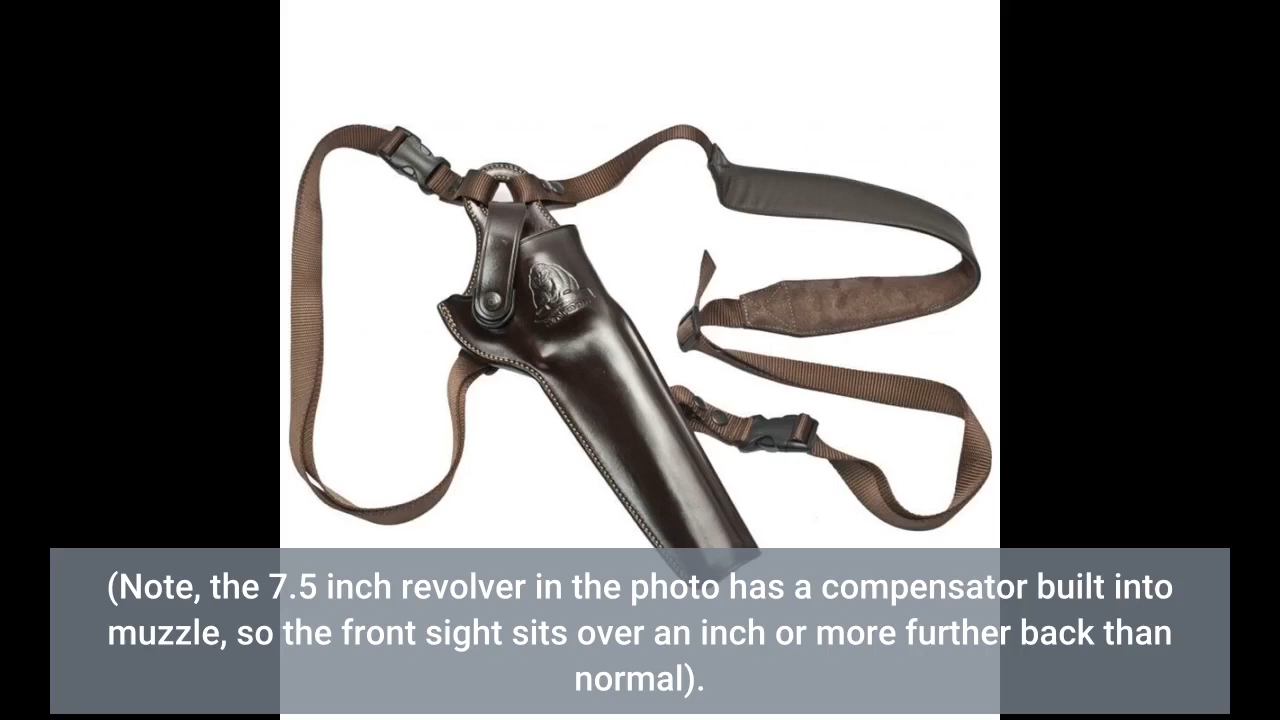 (Note, the 7.5 inch revolver in the photo has a compensator built into
muzzle, so the front sight sits over an inch or more further back than
normal).